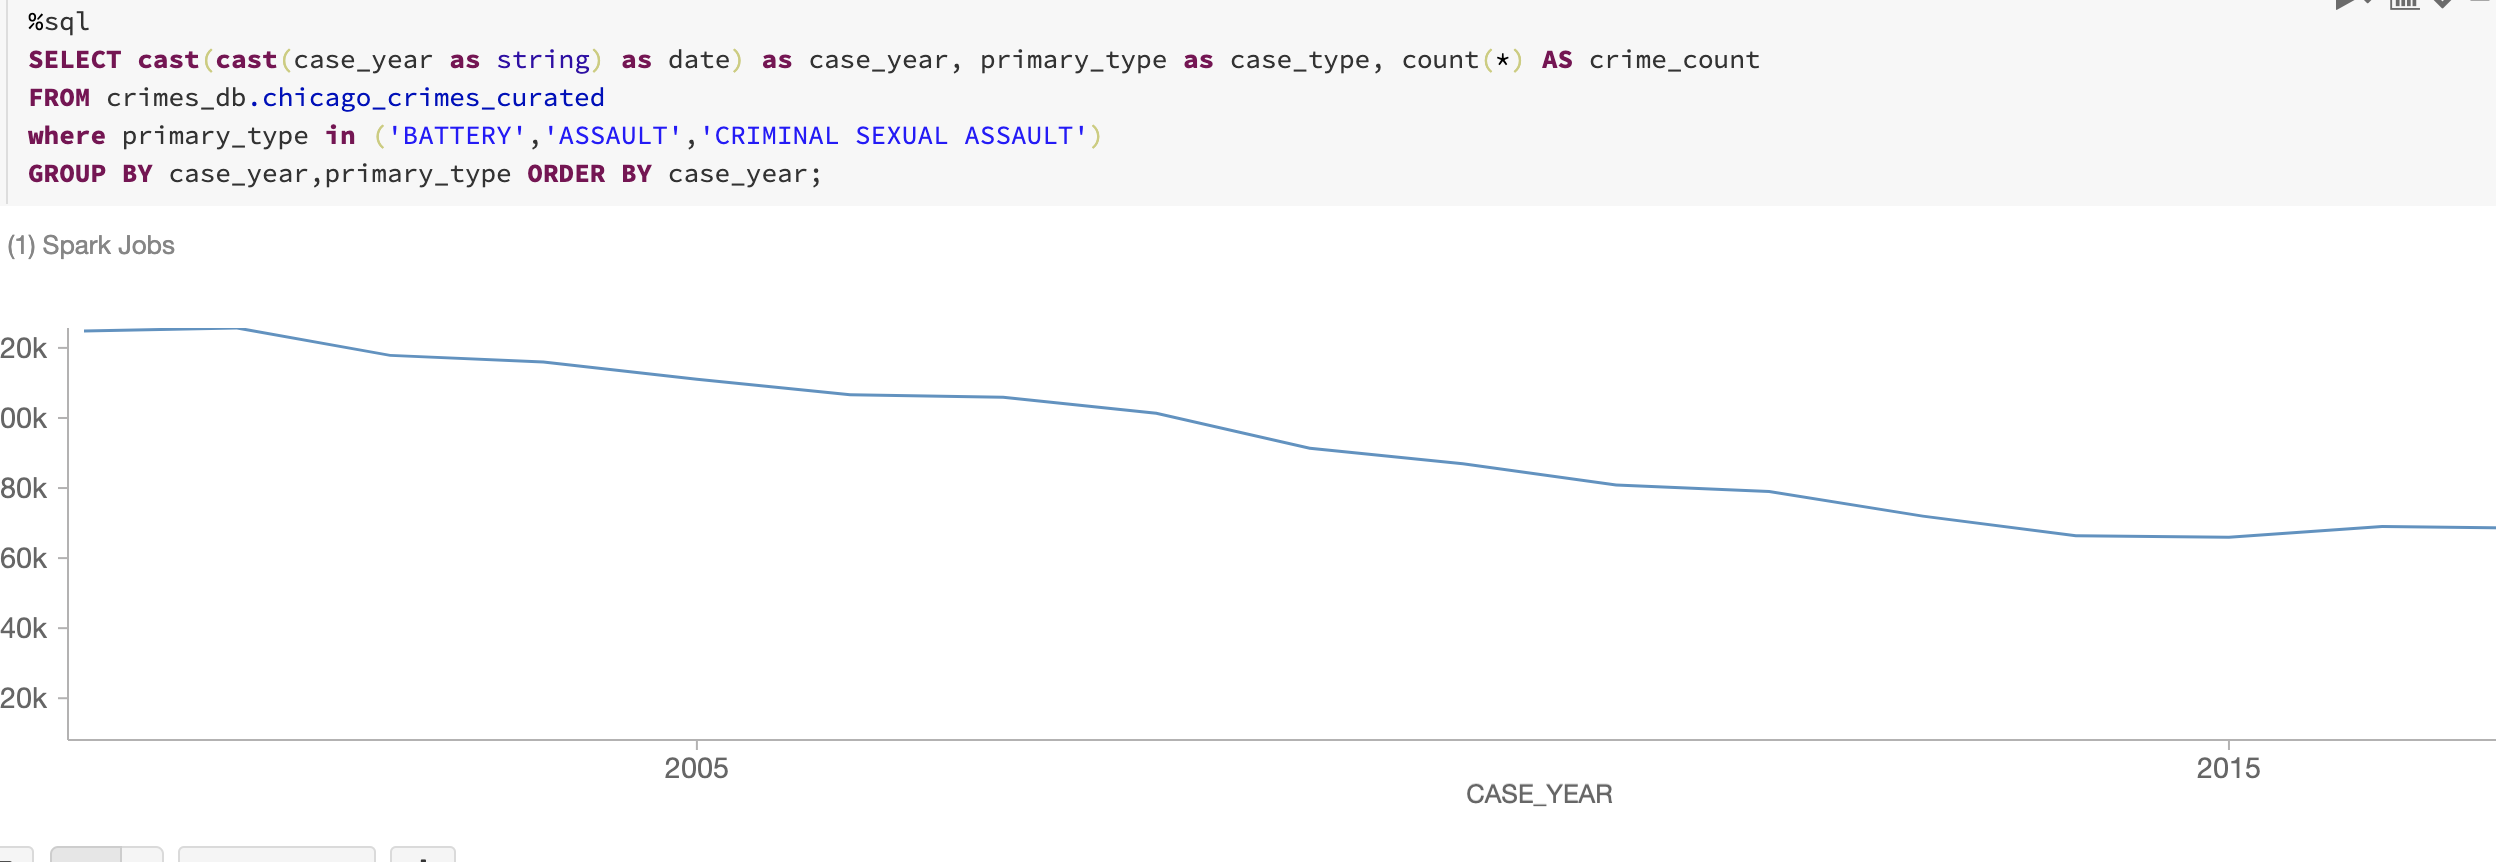 %sql
SELECT cast(cast(case_year as string) as date) as case_year, primary_type as case_type, count(*) AS crime_count
FROM crimes_db.chicago_crimes_curated
where primary_type in ('BATTERY','ASSAULT','CRIMINAL SEXUAL ASSAULT')
GROUP BY case_year,primary_type ORDER BY case_year;
(1) Spark Jobs
20k
00k
80k
60k
40k
20k
2005
2015
CASE_YEAR